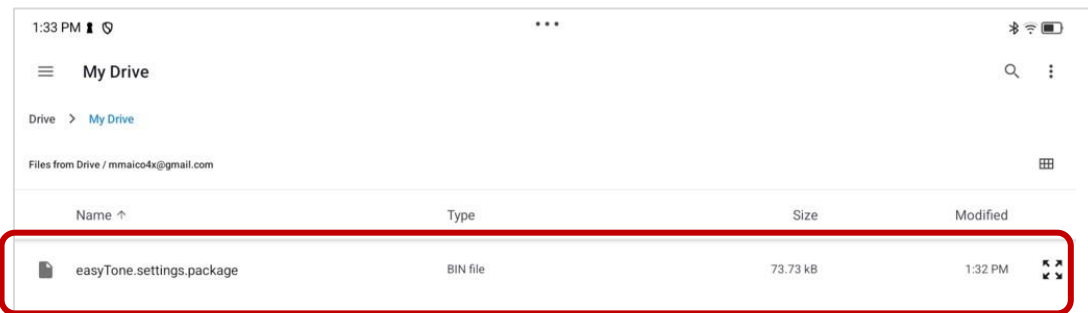 1:33 PM
My Drive
Drive > My Drive
Files from Drive / mmaico4x@gmail.com
Name ↑ Type Size Modified
easyTone.settings.package BIN file 73.73 kB 1:32 PM